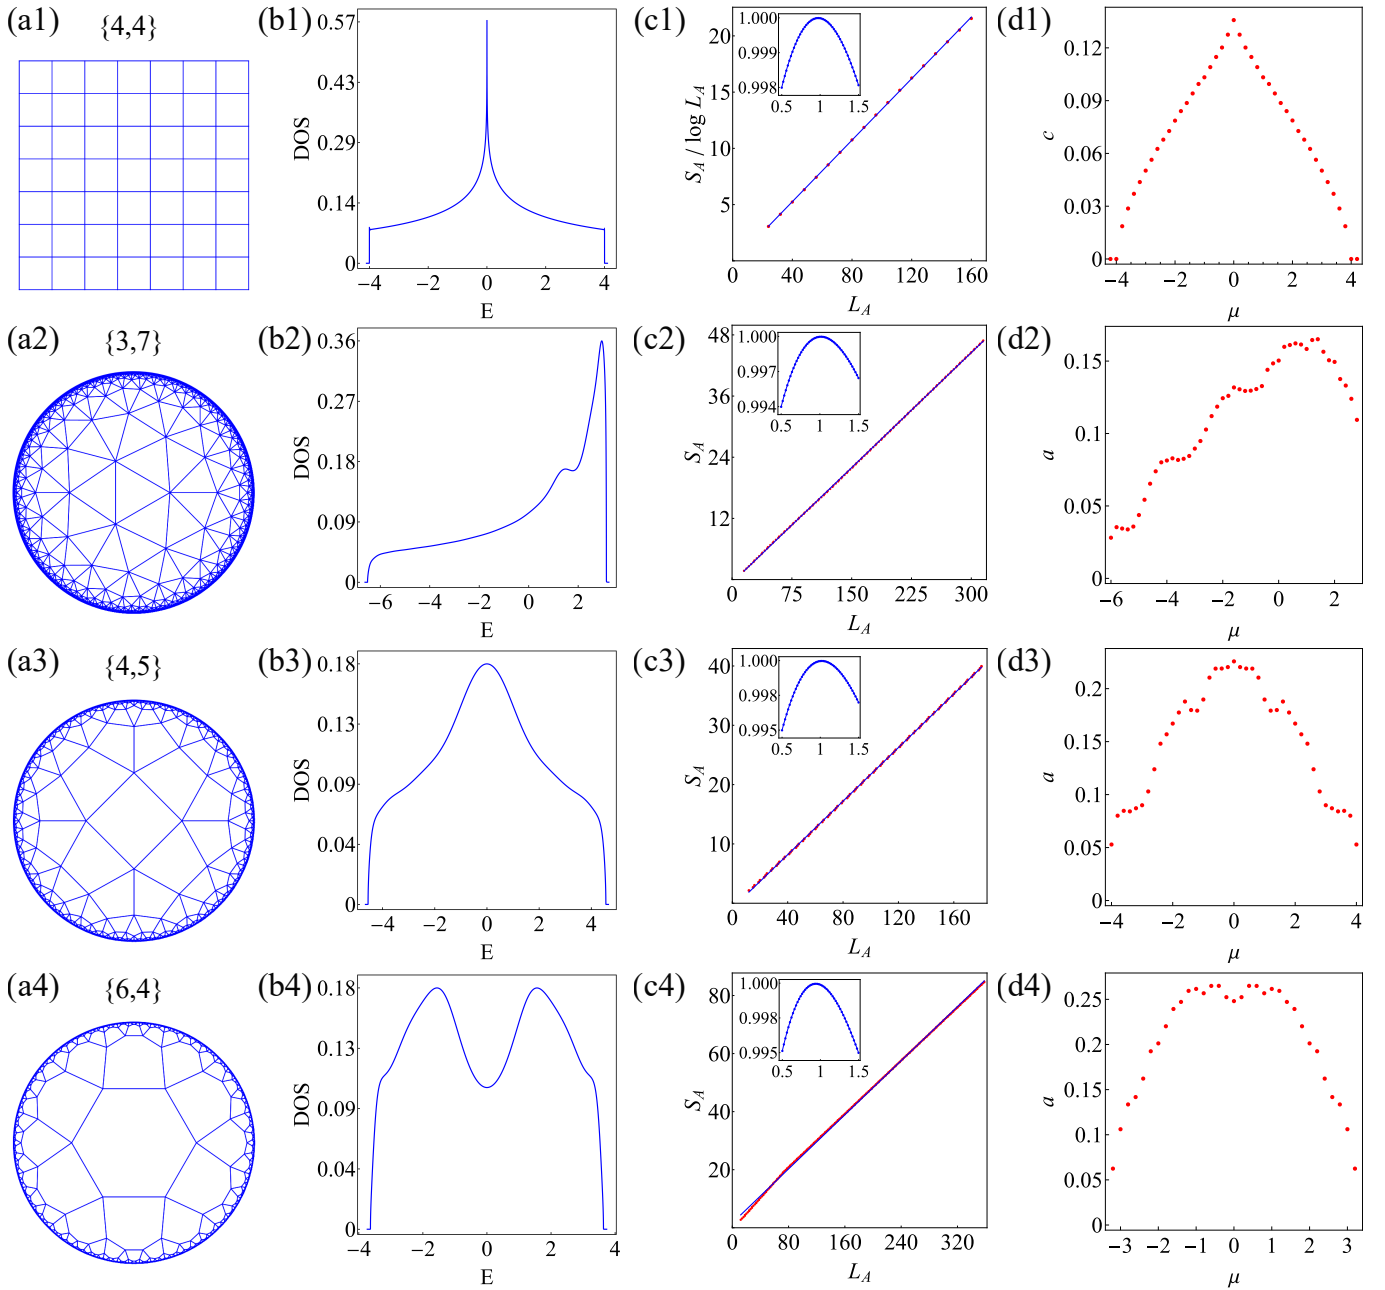 (a1) {4,4}
(b1)
0.57
0.43
0.29
0.14
0
DOS
−4 −2 0 2 4
E
(c1)
20
15
10
5
S_A / log L_A
0 40 80 120 160
L_A
1.000
0.999
0.998
0.5 1 1.5
(d1)
0.12
0.09
0.06
0.03
0
c
−4 −2 0 2 4
μ
(a2) {3,7}
(b2)
0.36
0.27
0.18
0.09
0
DOS
−6 −4 −2 0 2
E
(c2)
48
36
24
12
S_A
0 75 150 225 300
L_A
1.000
0.997
0.994
0.5 1 1.5
(d2)
0.15
0.1
0.05
0
a
−6 −4 −2 0 2
μ
(a3) {4,5}
(b3)
0.18
0.13
0.09
0.04
0
DOS
−4 −2 0 2 4
E
(c3)
40
30
20
10
S_A
0 40 80 120 160
L_A
1.000
0.998
0.995
0.5 1 1.5
(d3)
0.2
0.15
0.1
0.05
0
a
−4 −2 0 2 4
μ
(a4) {6,4}
(b4)
0.18
0.13
0.09
0.04
0
DOS
−4 −2 0 2 4
E
(c4)
80
60
40
20
S_A
0 80 160 240 320
L_A
1.000
0.998
0.995
0.5 1 1.5
(d4)
0.25
0.2
0.15
0.1
0.05
0
a
−3 −2 −1 0 1 2 3
μ